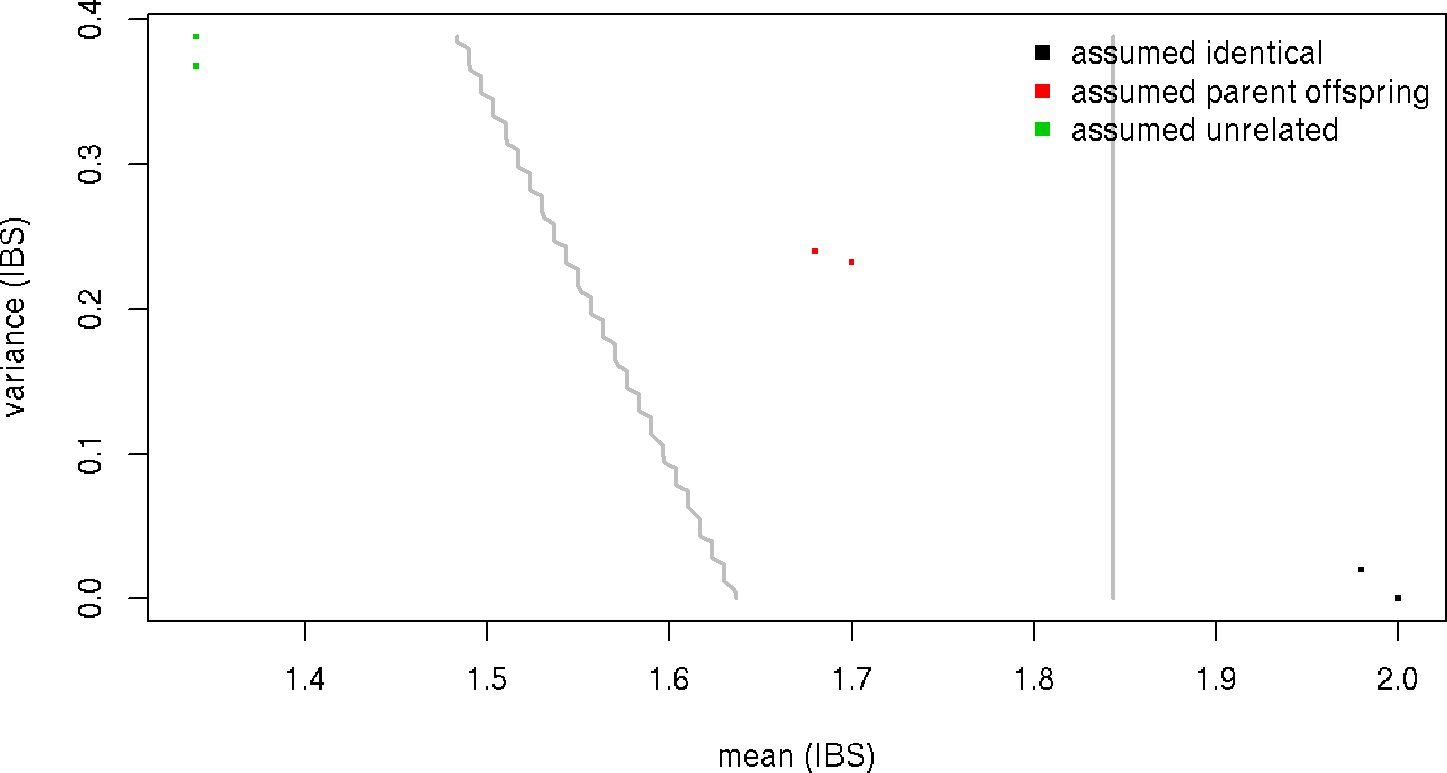 assumed identical
assumed parent offspring
assumed unrelated
variance (IBS)
0.4
0.3
0.2
0.1
0.0
1.4 1.5 1.6 1.7 1.8 1.9 2.0
mean (IBS)